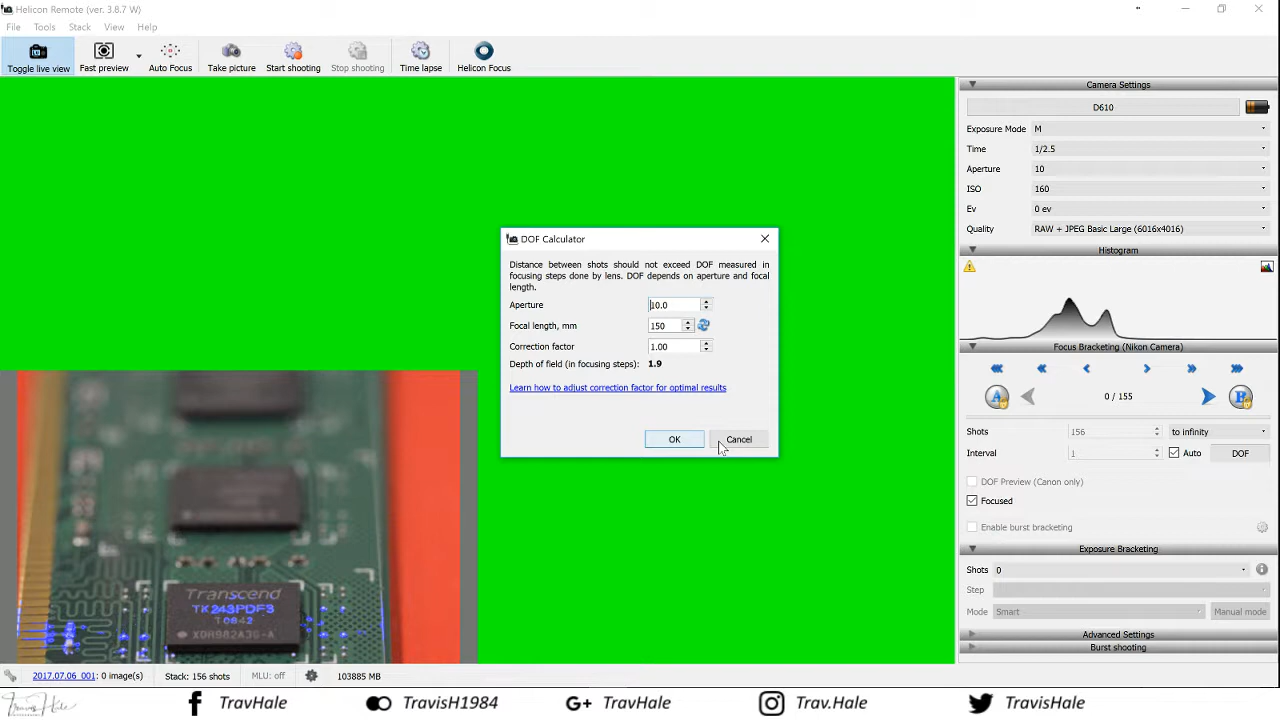 Helicon Remote (ver. 3.8.7 W)
File Tools Stack View Help
Toggle live view Fast preview Auto Focus Take picture Start shooting Stop shooting Time lapse Helicon Focus
DOF Calculator
Distance between shots should not exceed DOF measured in
focusing steps done by lens. DOF depends on aperture and focal
length.
Aperture 10.0
Focal length, mm 150
Correction factor 1.00
Depth of field (in focusing steps): 1.9
Learn how to adjust correction factor for optimal results
OK Cancel
Camera Settings
D610
Exposure Mode M
Time 1/2.5
Aperture 10
ISO 160
Ev 0 ev
Quality RAW + JPEG Basic Large (6016x4016)
Histogram
Focus Bracketing (Nikon Camera)
A 0 / 155 B
Shots 156 to infinity
Interval 1 Auto DOF
DOF Preview (Canon only)
Focused
Enable burst bracketing
Exposure Bracketing
Shots 0
Step
Mode Smart Manual mode
Advanced Settings
Burst shooting
Transcend
TK243PDF3
T0842
XDR982A3G-A
2017.07.06_001: 0 image(s) Stack: 156 shots MLU: off 103885 MB
Travis Hale
TravHale TravisH1984 TravHale Trav.Hale TravisHale